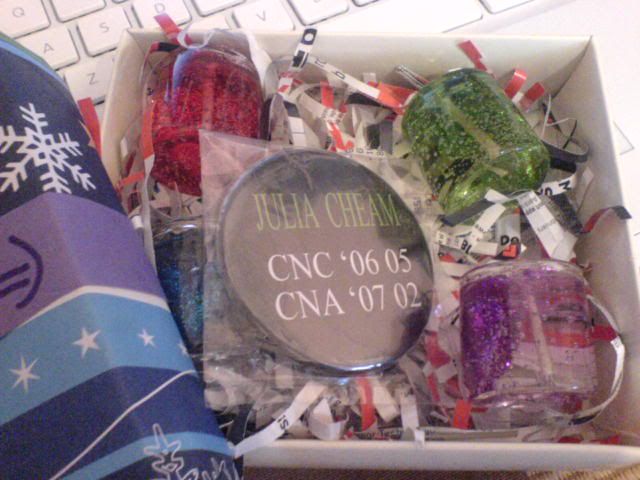 JULIA CHEAM
CNC '06 05
CNA '07 02